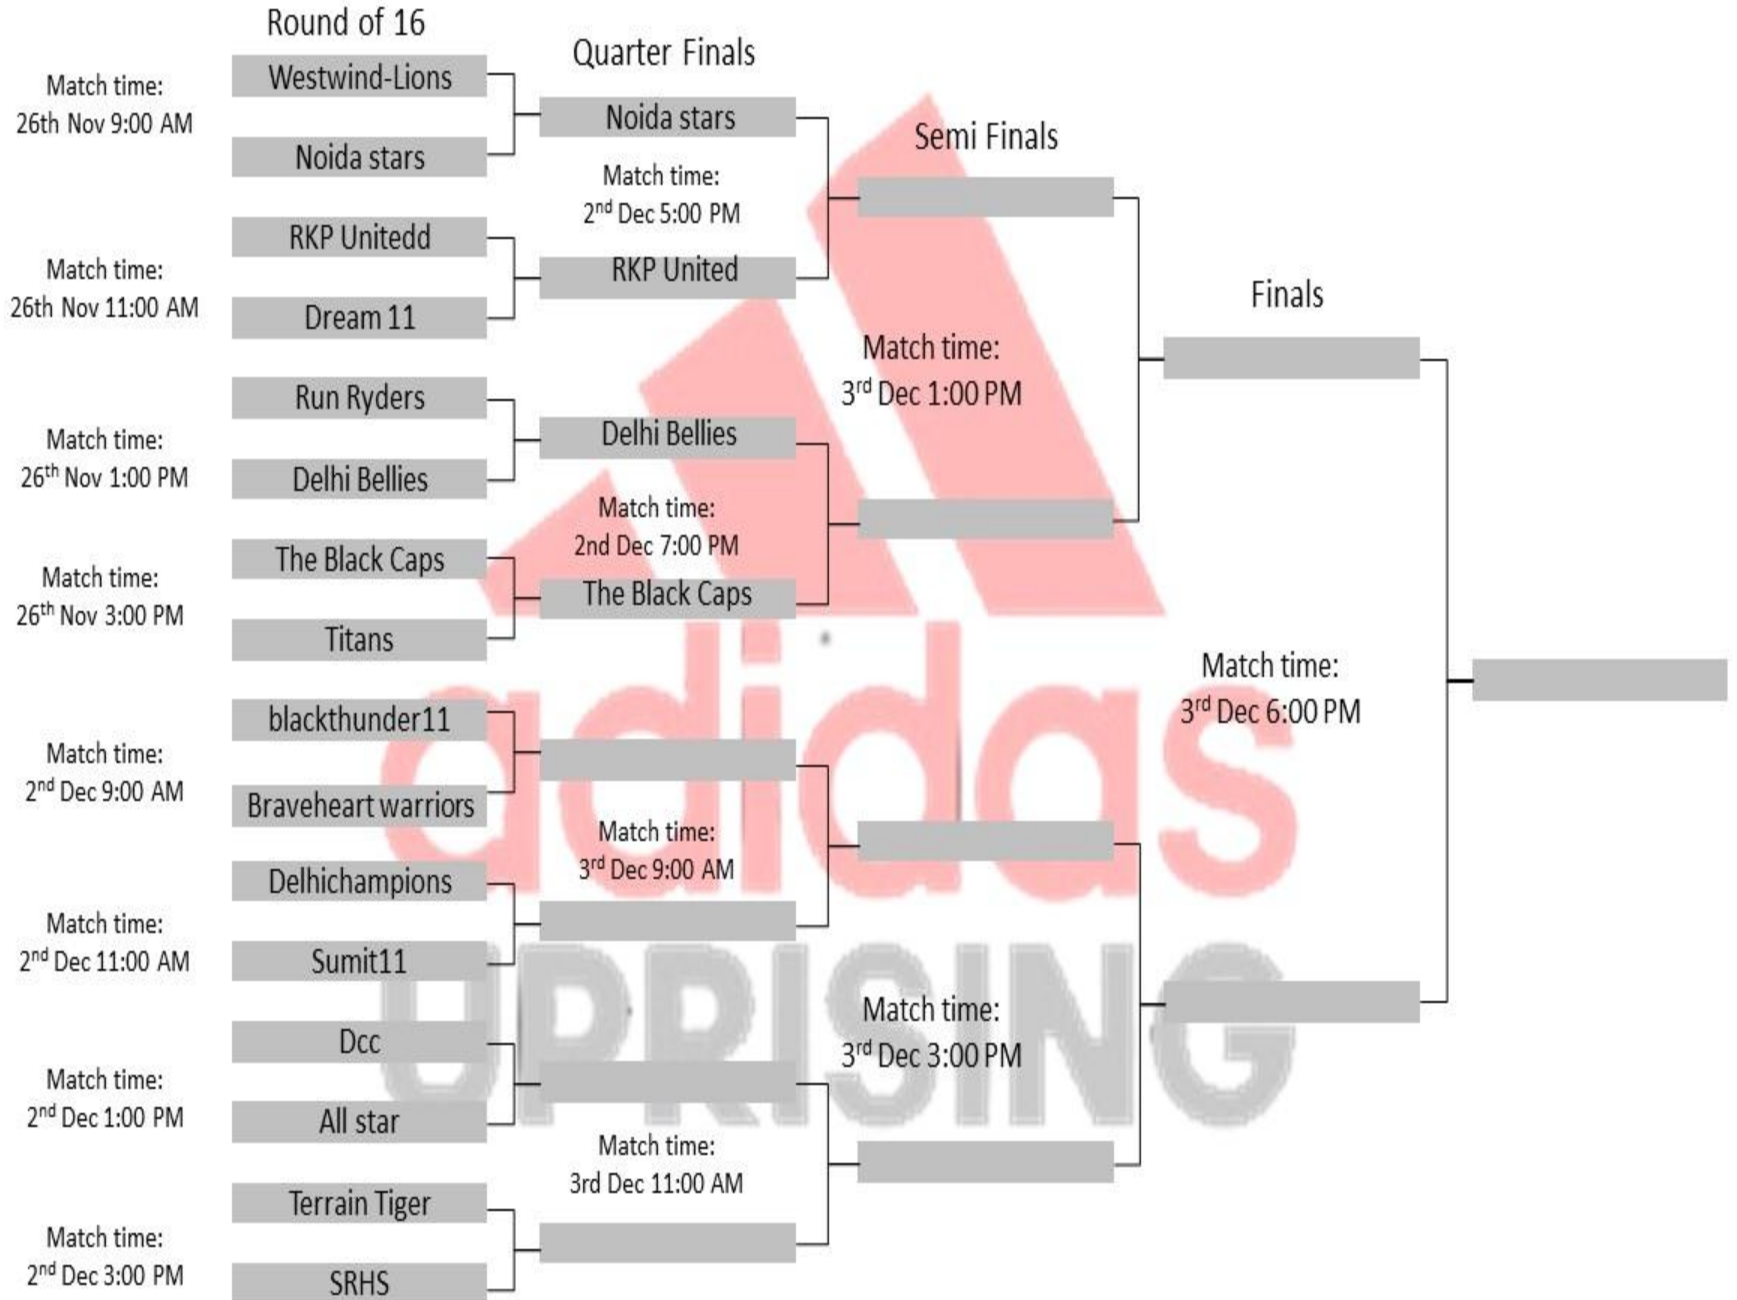 Round of 16
Quarter Finals
Semi Finals
Finals
Match time:
26th Nov 9:00 AM
Westwind-Lions
Noida stars
Match time:
26th Nov 11:00 AM
RKP Unitedd
Dream 11
Match time:
26th Nov 1:00 PM
Run Ryders
Delhi Bellies
Match time:
26th Nov 3:00 PM
The Black Caps
Titans
Match time:
2nd Dec 9:00 AM
blackthunder11
Braveheart warriors
Match time:
2nd Dec 11:00 AM
Delhichampions
Sumit11
Match time:
2nd Dec 1:00 PM
Dcc
All star
Match time:
2nd Dec 3:00 PM
Terrain Tiger
SRHS
Noida stars
Match time:
2nd Dec 5:00 PM
RKP United
Delhi Bellies
Match time:
2nd Dec 7:00 PM
The Black Caps
Match time:
3rd Dec 9:00 AM
Match time:
3rd Dec 11:00 AM
Match time:
3rd Dec 1:00 PM
Match time:
3rd Dec 3:00 PM
Match time:
3rd Dec 6:00 PM
adidas
UPRISING